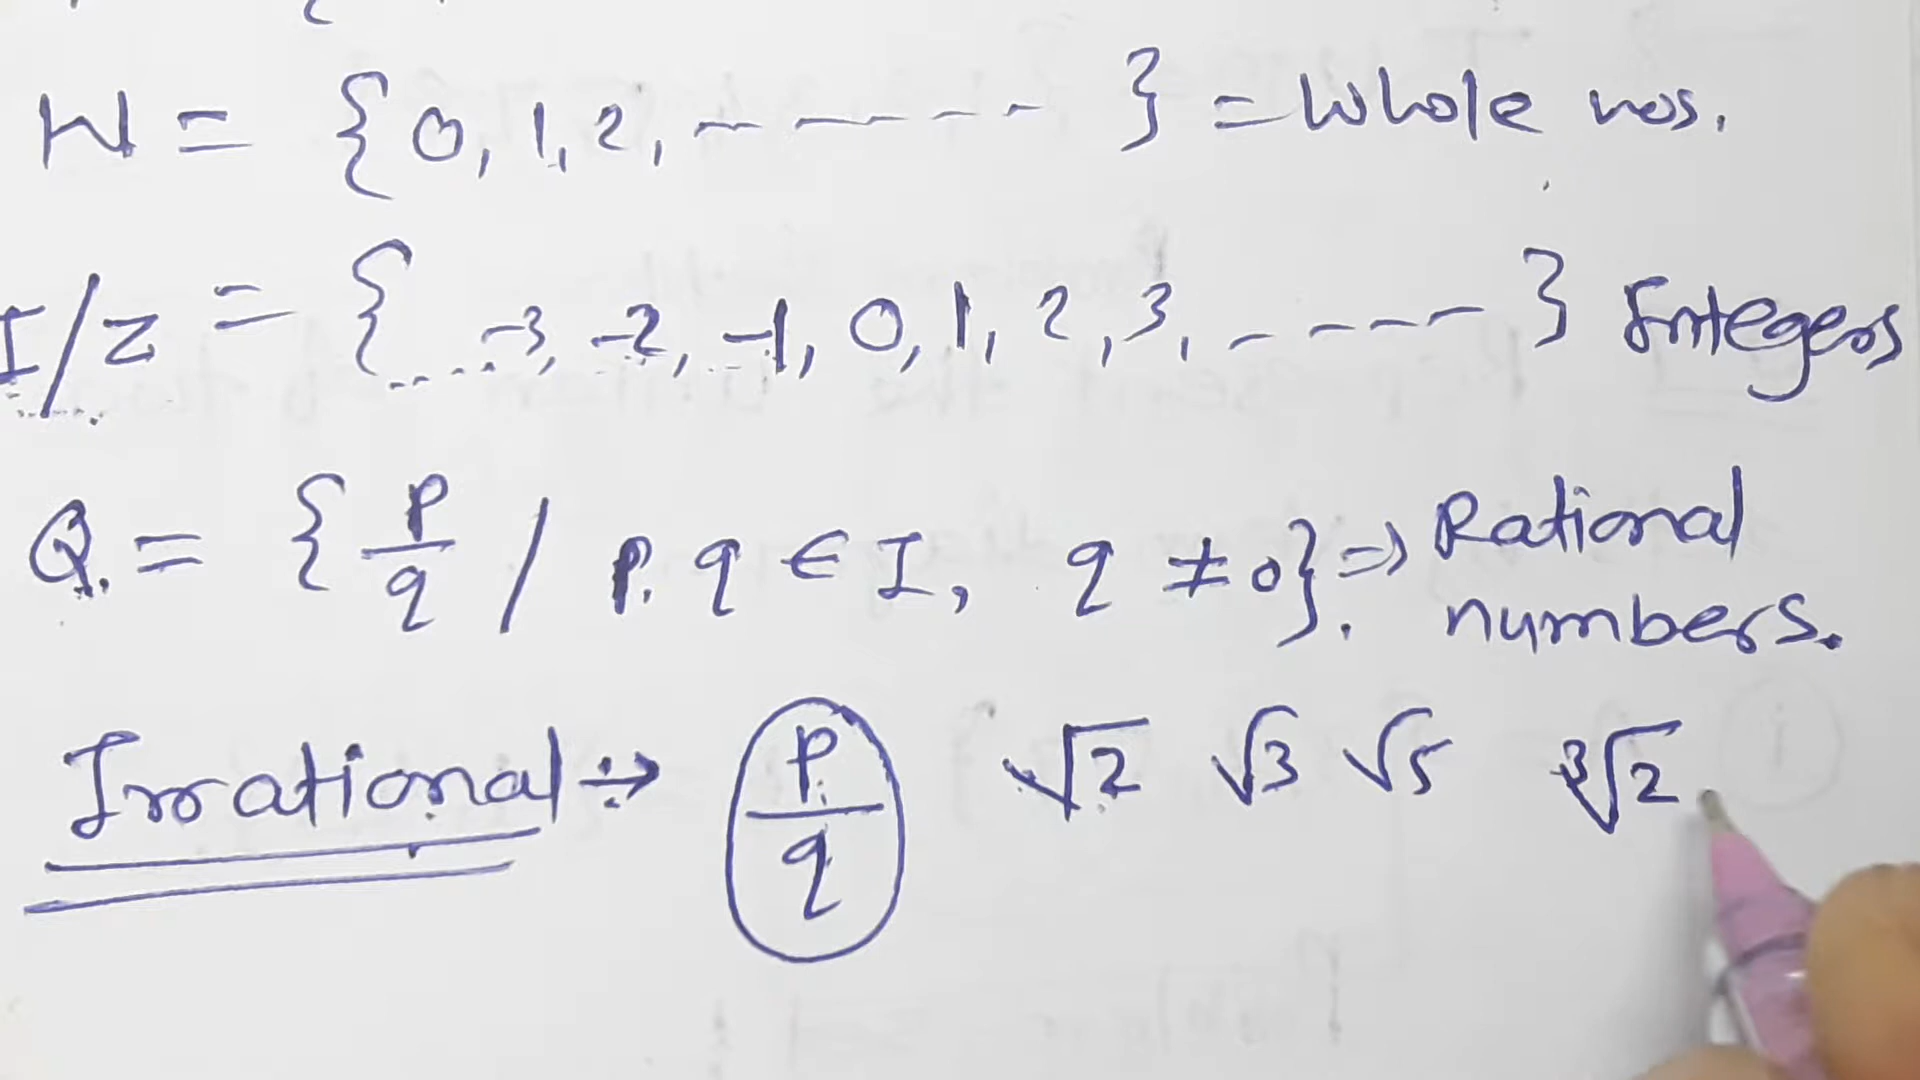 W = {0, 1, 2, - - - - - } = Whole nos.
I/Z = {.... -3, -2, -1, 0, 1, 2, 3, - - - - } Integers
Q = {p/q / p, q ∈ I, q ≠ 0}. ⇒ Rational numbers.
Irrational → p/q √2 √3 √5 ∛2